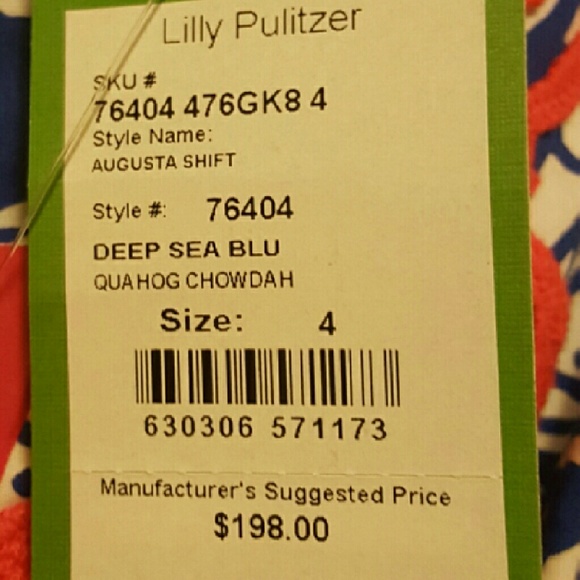 Lilly Pulitzer
SKU #
76404 476GK8 4
Style Name:
AUGUSTA SHIFT
Style #: 76404
DEEP SEA BLU
QUAHOG CHOWDAH
Size: 4
630306 571173
Manufacturer's Suggested Price
$198.00